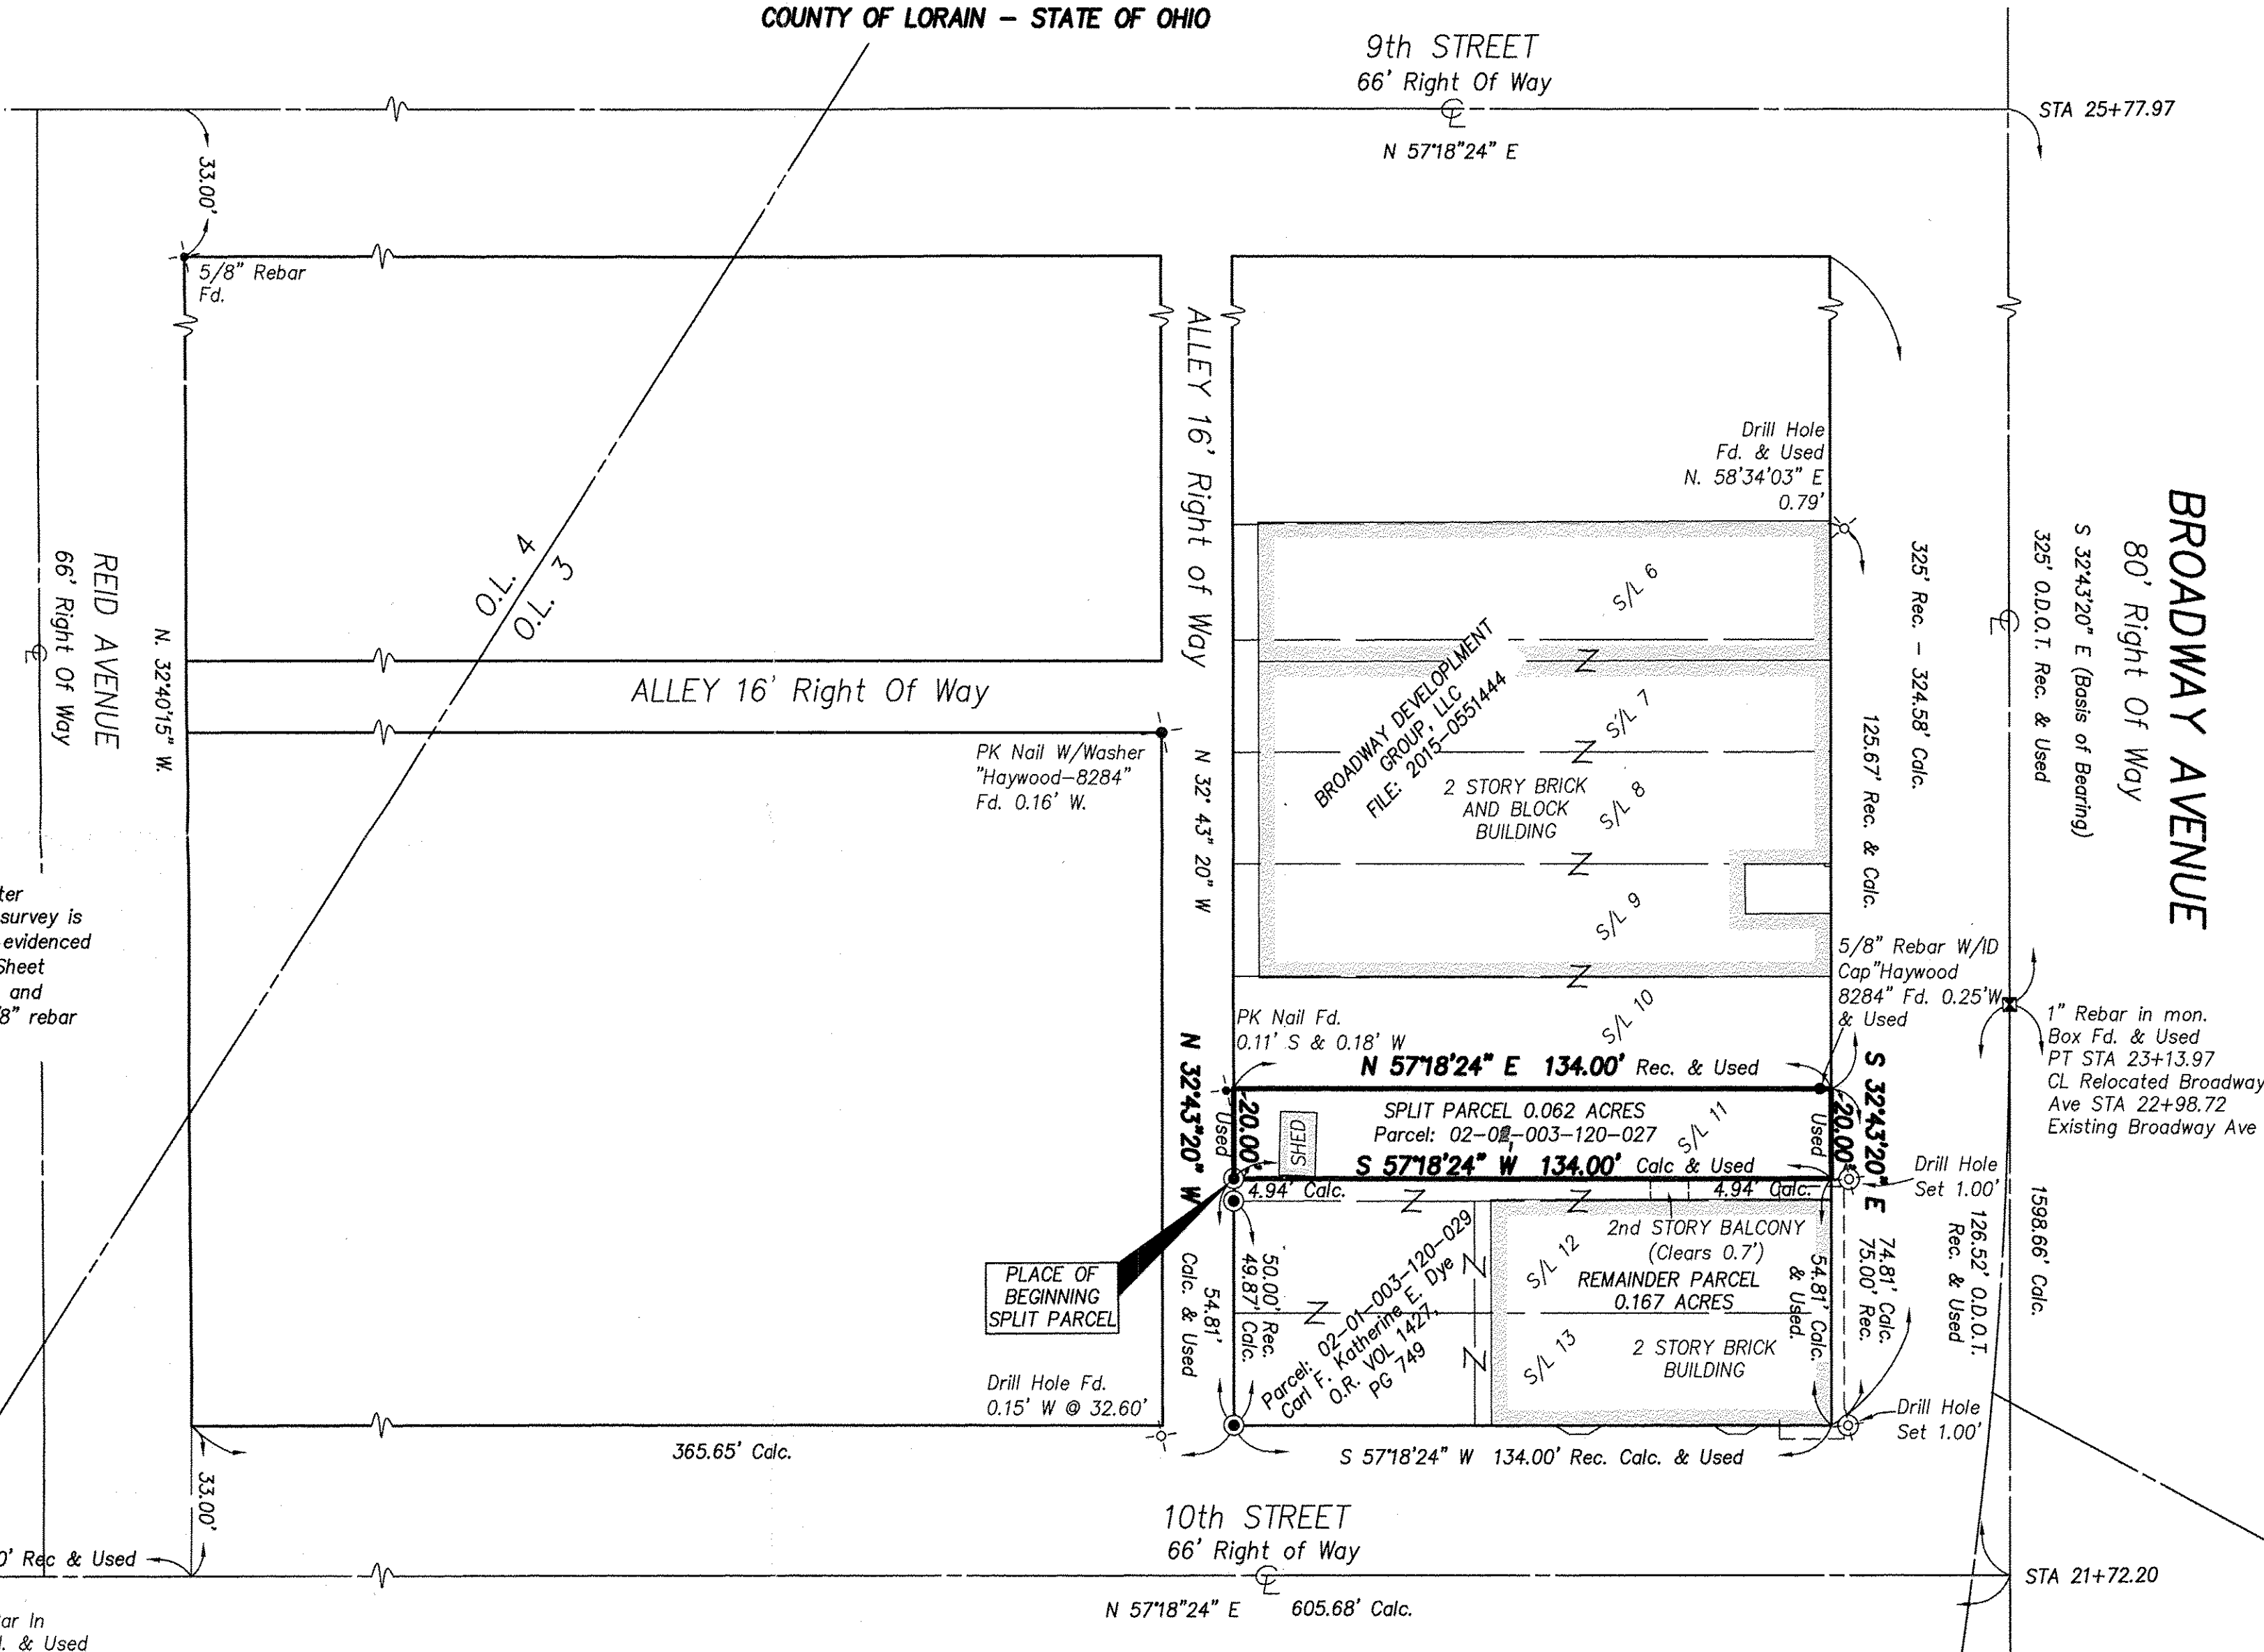 COUNTY OF LORAIN – STATE OF OHIO
9th STREET
66' Right Of Way
N 57°18"24" E
STA 25+77.97
33.00'
5/8" Rebar
Fd.
ALLEY 16' Right of Way
N 32° 43" 20" W
Drill Hole
Fd. & Used
N. 58'34'03" E
0.79'
BROADWAY AVENUE
80' Right Of Way
S 32°43'20" E (Basis of Bearing)
325' O.D.O.T. Rec. & Used
325' Rec. – 324.58' Calc.
125.67' Rec. & Calc.
REID AVENUE
66' Right Of Way
N. 32°40'15" W.
O.L. 4
O.L. 3
ALLEY 16' Right Of Way
PK Nail W/Washer
"Haywood–8284"
Fd. 0.16' W.
S/L 6
S/L 7
S/L 8
S/L 9
S/L 10
BROADWAY DEVELOPLMENT
GROUP, LLC
FILE: 2015–0551444
2 STORY BRICK
AND BLOCK
BUILDING
ter
survey is
evidenced
Sheet
and
/8" rebar
5/8" Rebar W/ID
Cap"Haywood
8284" Fd. 0.25'W
& Used
1" Rebar in mon.
Box Fd. & Used
PT STA 23+13.97
CL Relocated Broadway
Ave STA 22+98.72
Existing Broadway Ave
PK Nail Fd.
0.11' S & 0.18' W
N 57°18'24" E 134.00' Rec. & Used
N 32°43"20" W
20.00'
Used
SHED
SPLIT PARCEL 0.062 ACRES
Parcel: 02–01–003–120–027
S/L 11
S 57°18'24" W 134.00' Calc & Used
Used
20.00'
S 32°43'20" E
4.94' Calc.
4.94' Calc.
Drill Hole
Set 1.00'
PLACE OF
BEGINNING
SPLIT PARCEL
54.81'
Calc. & Used
50.00' Rec.
49.87' Calc.
Parcel: 02–01–003–120–029
Carl F. Katherine E. Dye
O.R. VOL 1427,
PG 749
S/L 12
S/L 13
2nd STORY BALCONY
(Clears 0.7')
REMAINDER PARCEL
0.167 ACRES
2 STORY BRICK
BUILDING
54.81' Calc.
& Used.
74.81' Calc.
75.00' Rec.
126.52' O.D.O.T.
Rec. & Used
1598.66' Calc.
Drill Hole Fd.
0.15' W @ 32.60'
Drill Hole
Set 1.00'
365.65' Calc.
S 57°18'24" W 134.00' Rec. Calc. & Used
33.00'
10th STREET
66' Right of Way
0' Rec & Used
STA 21+72.20
N 57°18"24" E 605.68' Calc.
ar In
. & Used